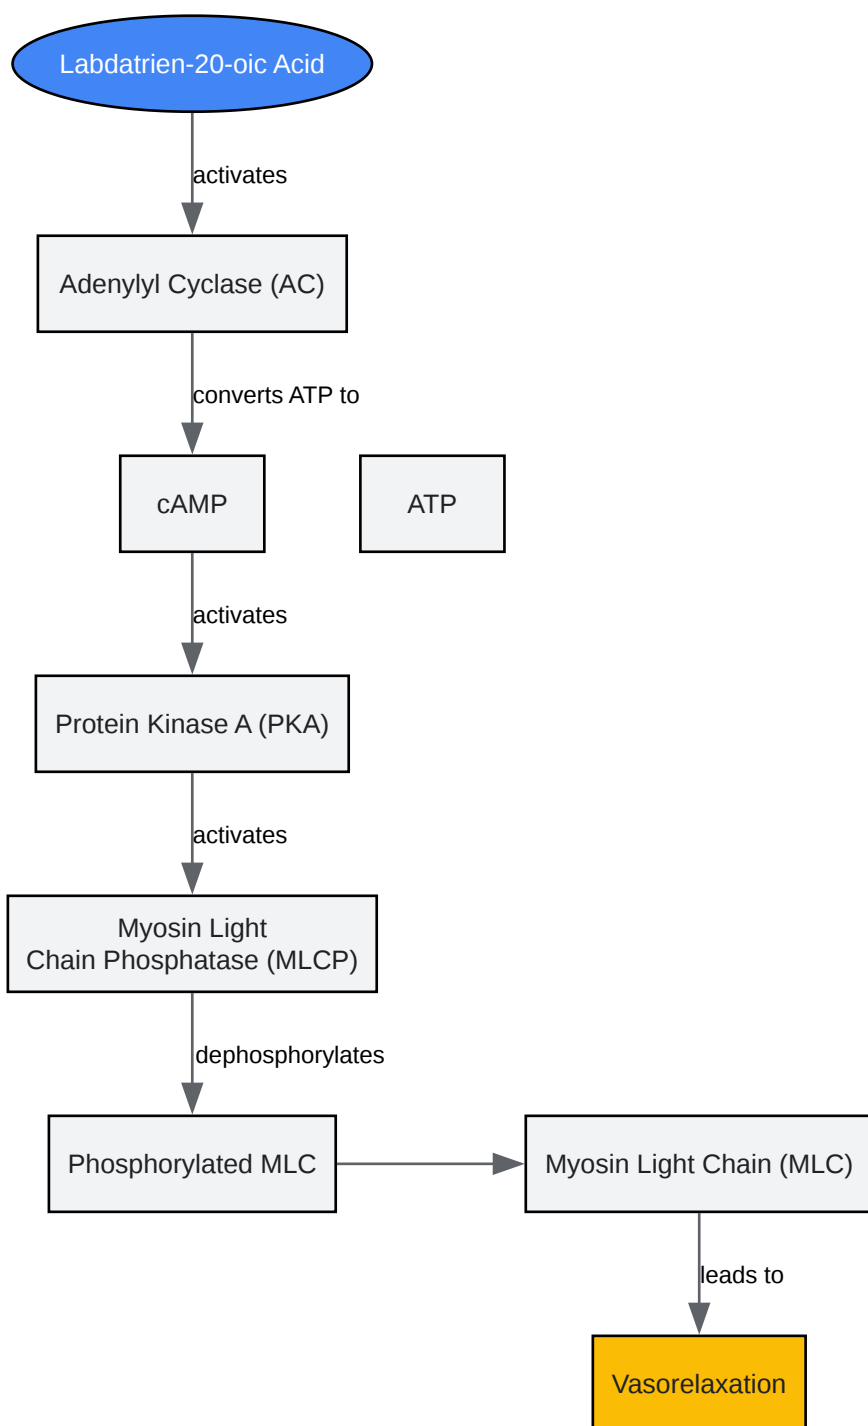 Labdatrien-20-oic Acid
activates
Adenylyl Cyclase (AC)
converts ATP to
cAMP
ATP
activates
Protein Kinase A (PKA)
activates
Myosin Light
Chain Phosphatase (MLCP)
dephosphorylates
Phosphorylated MLC
Myosin Light Chain (MLC)
leads to
Vasorelaxation